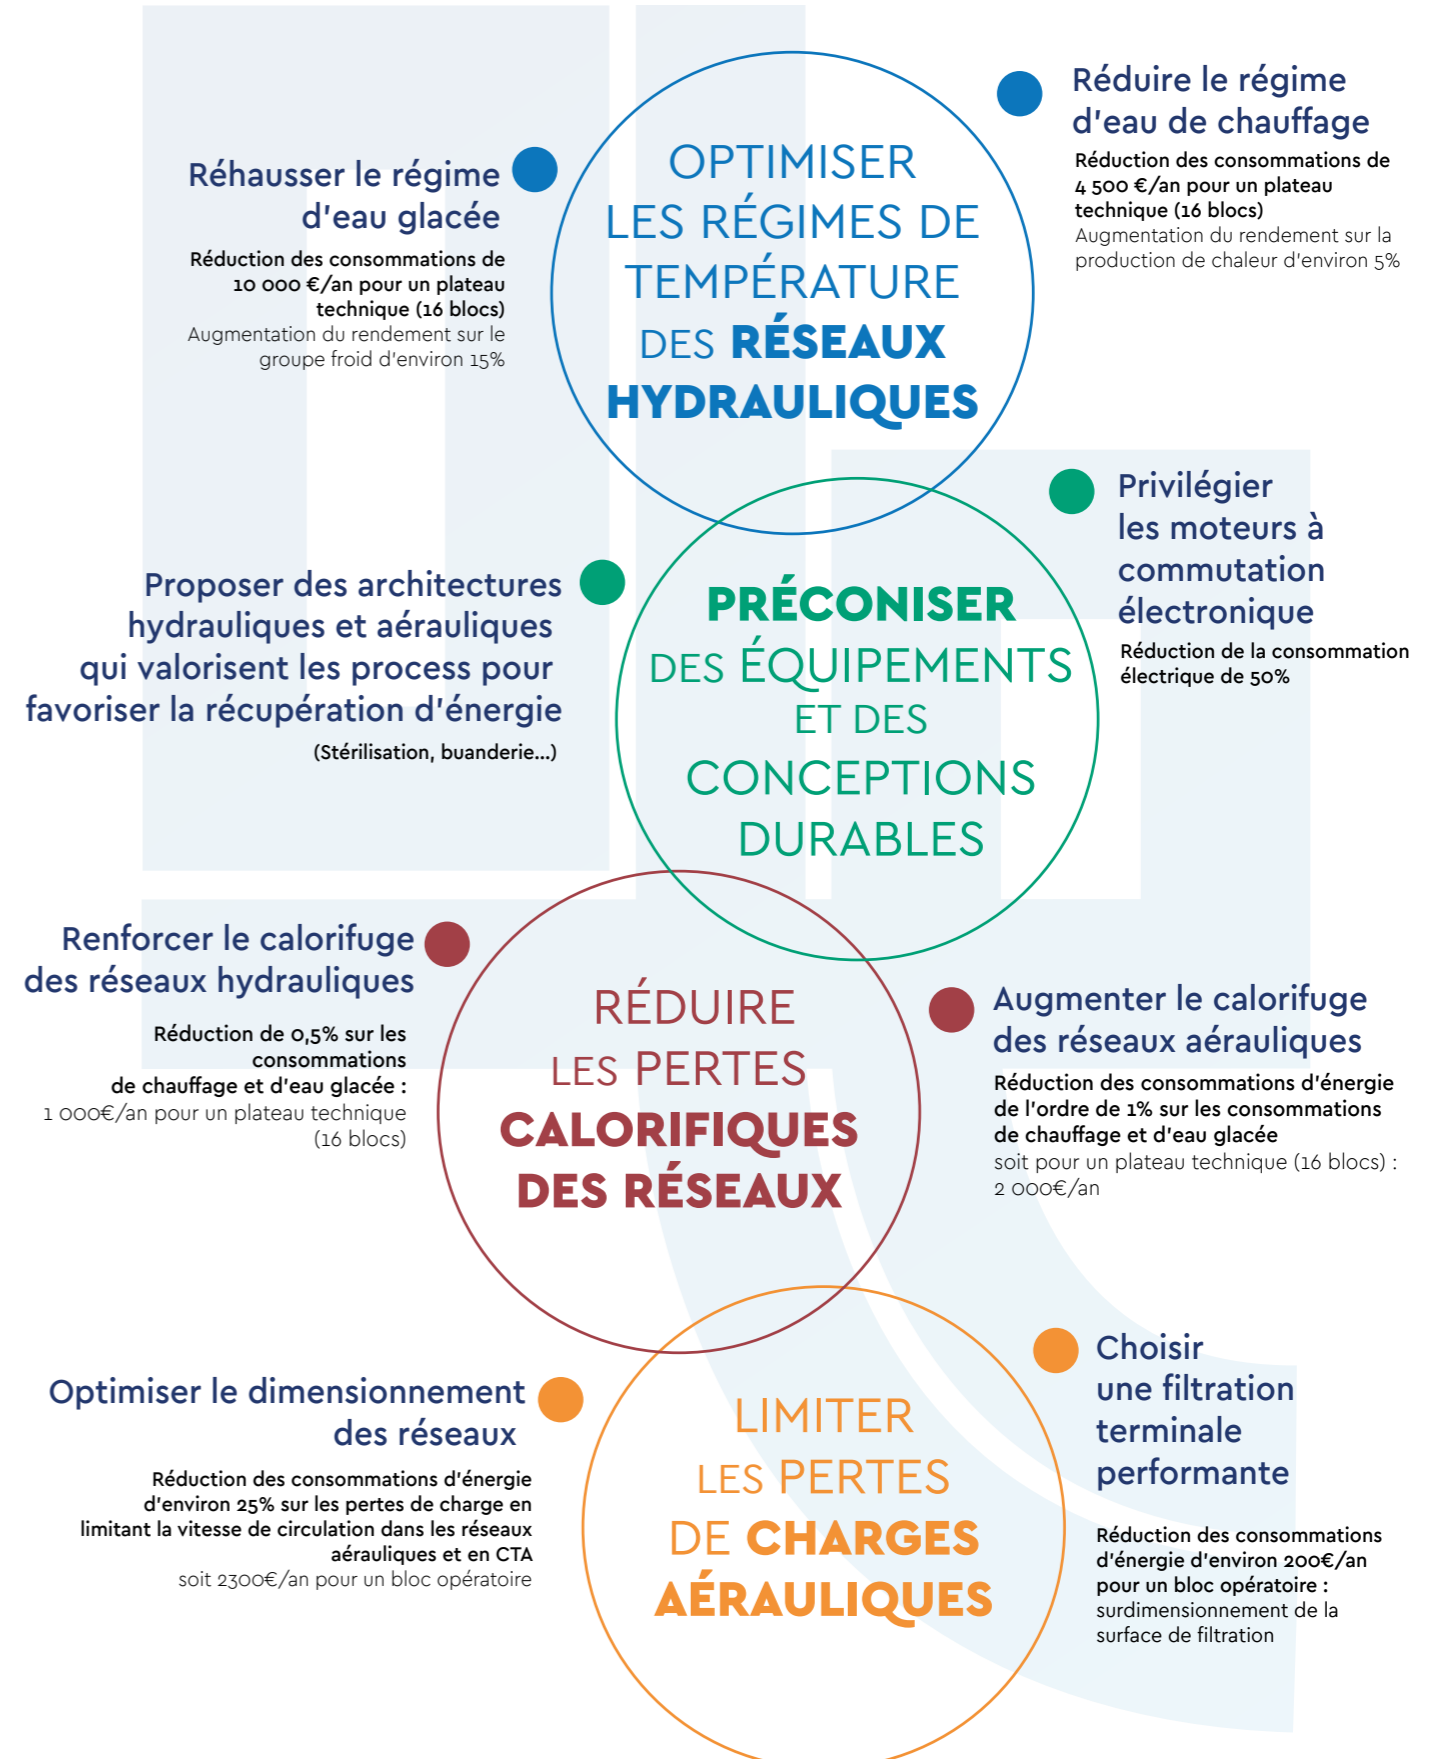 OPTIMISER
LES RÉGIMES DE
TEMPÉRATURE
DES RÉSEAUX
HYDRAULIQUES
Réhausser le régime
d'eau glacée
Réduction des consommations de
10 000 €/an pour un plateau
technique (16 blocs)
Augmentation du rendement sur le
groupe froid d'environ 15%
Réduire le régime
d'eau de chauffage
Réduction des consommations de
4 500 €/an pour un plateau
technique (16 blocs)
Augmentation du rendement sur la
production de chaleur d'environ 5%
PRÉCONISER
DES ÉQUIPEMENTS
ET DES
CONCEPTIONS
DURABLES
Proposer des architectures
hydrauliques et aérauliques
qui valorisent les process pour
favoriser la récupération d'énergie
(Stérilisation, buanderie...)
Privilégier
les moteurs à
commutation
électronique
Réduction de la consommation
électrique de 50%
RÉDUIRE
LES PERTES
CALORIFIQUES
DES RÉSEAUX
Renforcer le calorifuge
des réseaux hydrauliques
Réduction de 0,5% sur les
consommations
de chauffage et d'eau glacée :
1 000€/an pour un plateau technique
(16 blocs)
Augmenter le calorifuge
des réseaux aérauliques
Réduction des consommations d'énergie
de l'ordre de 1% sur les consommations
de chauffage et d'eau glacée
soit pour un plateau technique (16 blocs) :
2 000€/an
LIMITER
LES PERTES
DE CHARGES
AÉRAULIQUES
Optimiser le dimensionnement
des réseaux
Réduction des consommations d'énergie
d'environ 25% sur les pertes de charge en
limitant la vitesse de circulation dans les réseaux
aérauliques et en CTA
soit 2300€/an pour un bloc opératoire
Choisir
une filtration
terminale
performante
Réduction des consommations
d'énergie d'environ 200€/an
pour un bloc opératoire :
surdimensionnement de la
surface de filtration